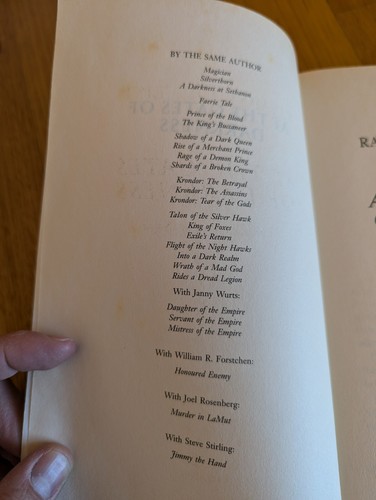 BY THE SAME AUTHOR
Magician
Silverthorn
A Darkness at Sethanon
Faerie Tale
Prince of the Blood
The King's Buccaneer
Shadow of a Dark Queen
Rise of a Merchant Prince
Rage of a Demon King
Shards of a Broken Crown
Krondor: The Betrayal
Krondor: The Assassins
Krondor: Tear of the Gods
Talon of the Silver Hawk
King of Foxes
Exile's Return
Flight of the Night Hawks
Into a Dark Realm
Wrath of a Mad God
Rides a Dread Legion
With Janny Wurts:
Daughter of the Empire
Servant of the Empire
Mistress of the Empire
With William R. Forstchen:
Honoured Enemy
With Joel Rosenberg:
Murder in LaMut
With Steve Stirling:
Jimmy the Hand
RA
A